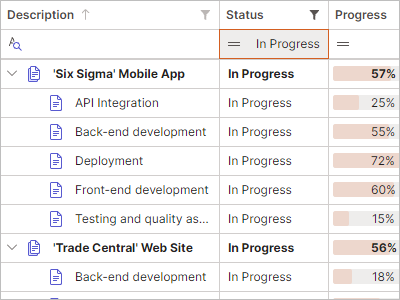 Description Status Progress
In Progress
'Six Sigma' Mobile App In Progress 57%
API Integration In Progress 25%
Back-end development In Progress 55%
Deployment In Progress 72%
Front-end development In Progress 60%
Testing and quality as... In Progress 15%
'Trade Central' Web Site In Progress 56%
Back-end development In Progress 18%